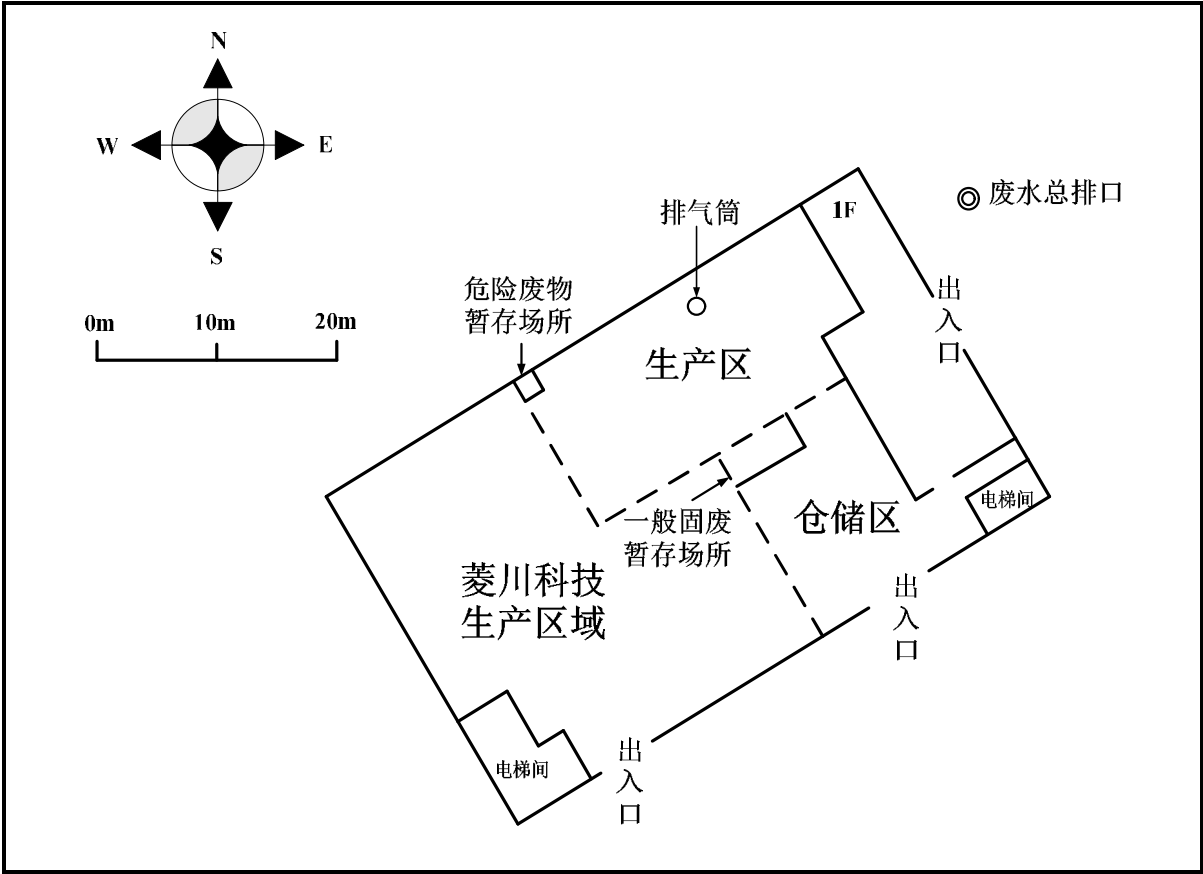 N
W
E
S
0m
10m
20m
排气筒
1F
废水总排口
危险废物
暂存场所
出
入
口
生产区
一般固废
暂存场所
仓储区
电梯间
菱川科技
生产区域
出
入
口
电梯间
出
入
口